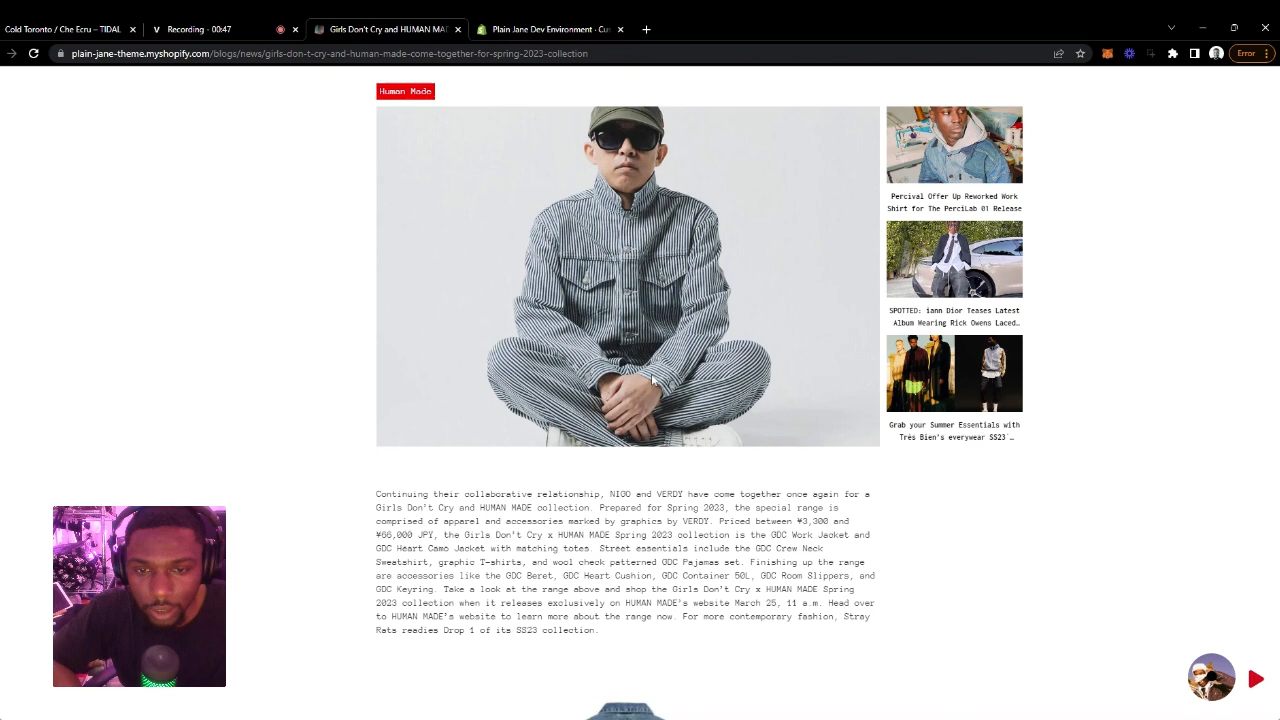 Cold Toronto / Che Ecru – TIDAL
Recording - 00:47
Girls Don't Cry and HUMAN MAD
Plain Jane Dev Environment · Cus
plain-jane-theme.myshopify.com/blogs/news/girls-don-t-cry-and-human-made-come-together-for-spring-2023-collection
Error
Human Made
Percival Offer Up Reworked Work
Shirt for The PerciLab 01 Release
SPOTTED: iann Dior Teases Latest
Album Wearing Rick Owens Laced…
Grab your Summer Essentials with
Très Bien's everywear SS23 …
Continuing their collaborative relationship, NIGO and VERDY have come together once again for a
Girls Don't Cry and HUMAN MADE collection. Prepared for Spring 2023, the special range is
comprised of apparel and accessories marked by graphics by VERDY. Priced between ¥3,300 and
¥66,000 JPY, the Girls Don't Cry x HUMAN MADE Spring 2023 collection is the GDC Work Jacket and
GDC Heart Camo Jacket with matching totes. Street essentials include the GDC Crew Neck
Sweatshirt, graphic T-shirts, and wool check patterned GDC Pajamas set. Finishing up the range
are accessories like the GDC Beret, GDC Heart Cushion, GDC Container 50L, GDC Room Slippers, and
GDC Keyring. Take a look at the range above and shop the Girls Don't Cry x HUMAN MADE Spring
2023 collection when it releases exclusively on HUMAN MADE's website March 25, 11 a.m. Head over
to HUMAN MADE's website to learn more about the range now. For more contemporary fashion, Stray
Rats readies Drop 1 of its SS23 collection.